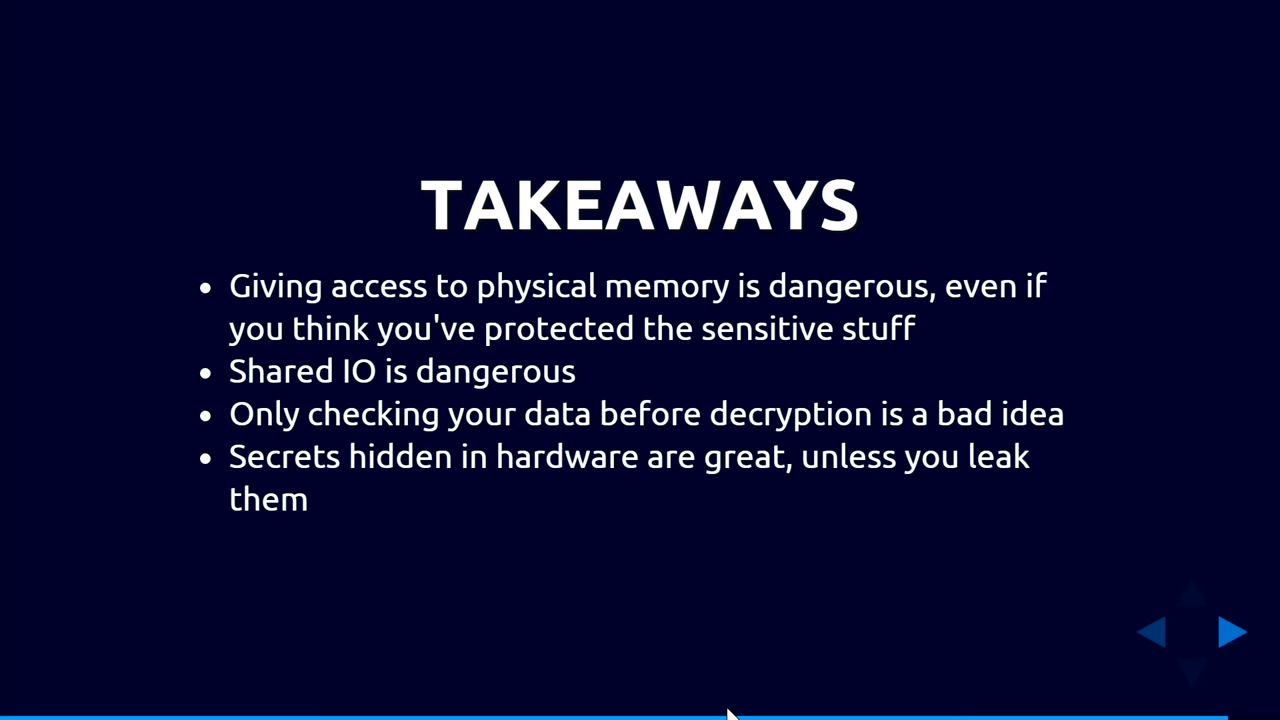 TAKEAWAYS
• Giving access to physical memory is dangerous, even if
you think you've protected the sensitive stuff
• Shared IO is dangerous
• Only checking your data before decryption is a bad idea
• Secrets hidden in hardware are great, unless you leak
them